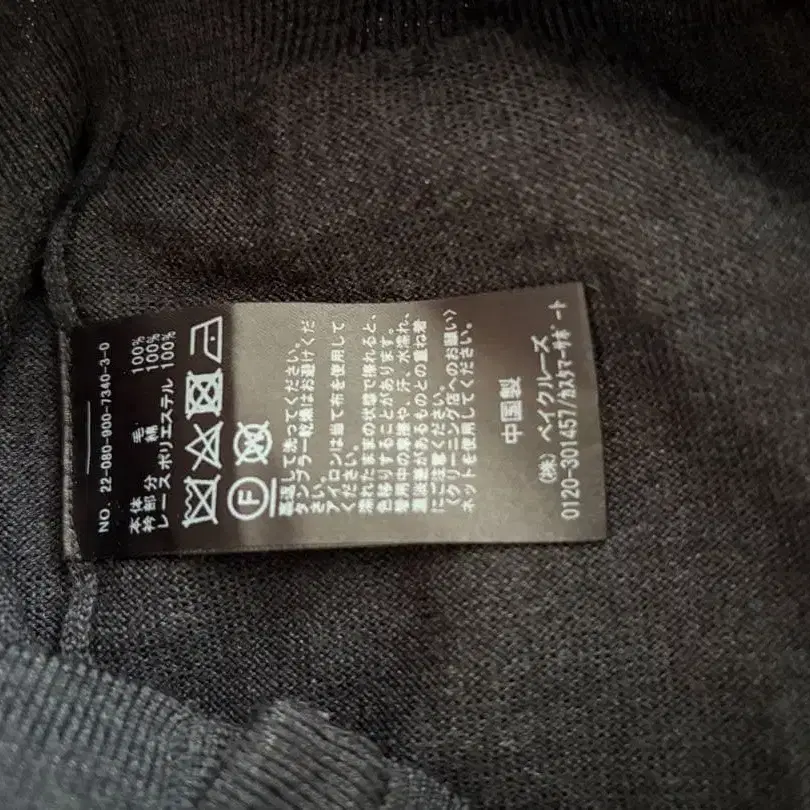 NO. 22-080-900-7340-3-0
本体 毛 100%
衿部分 綿 100%
レース ポリエステル 100%
F
裏返して洗ってください。
タンブラー乾燥はお避けくだ
さい。
アイロンは当て布を使用して
ください。
濡れたままの状態で擦れると、
色移りすることがあります。
着用中の摩擦や、汗、水濡れ、
濃淡差があるものとの重ね着
にご注意ください。
〈クリーニング店へのお願い〉
ネットを使用してください。
中国製
(株) ベイクルーズ
0120-301457/カスタマーサポート